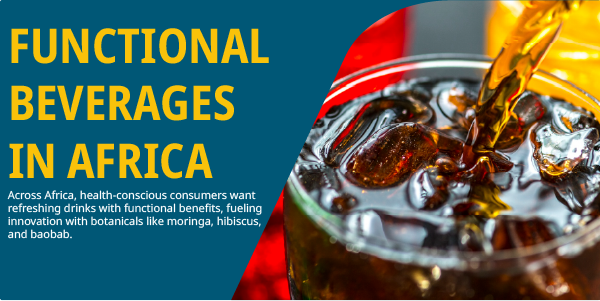 FUNCTIONAL
BEVERAGES
IN AFRICA
Across Africa, health-conscious consumers want
refreshing drinks with functional benefits, fueling
innovation with botanicals like moringa, hibiscus,
and baobab.